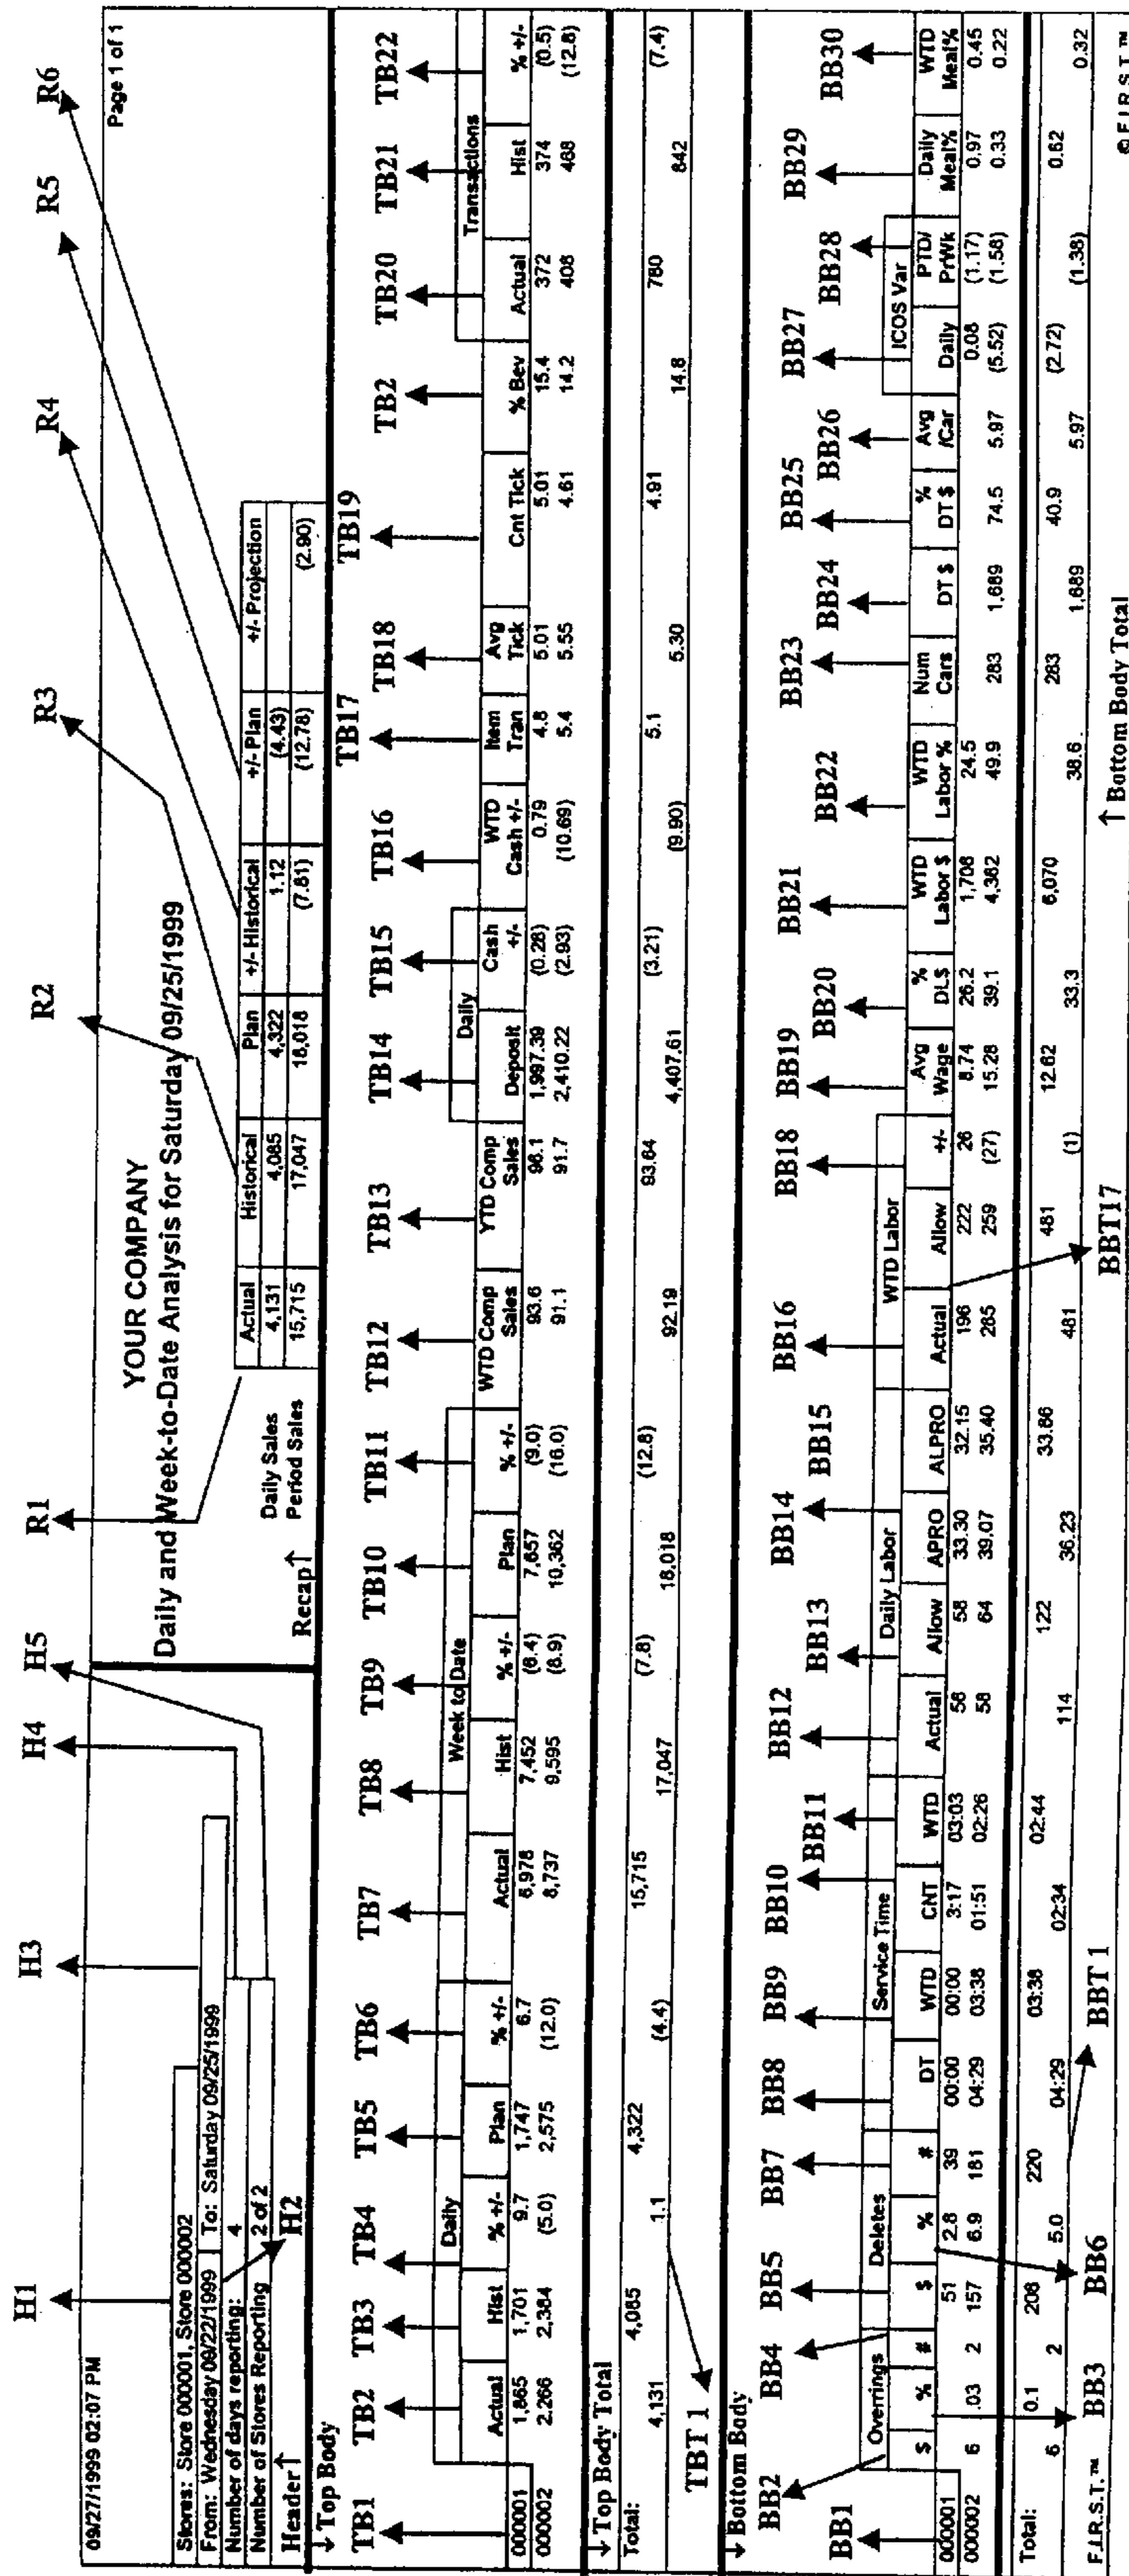 H1 H3 H4 H5 R1 R2 R3 R4 R5 R6
09/27/1999 02:07 PM
Page 1 of 1
YOUR COMPANY
Daily and Week-to-Date Analysis for Saturday 09/25/1999
Stores: Store 000001, Store 000002
From: Wednesday 09/22/1999 To: Saturday 09/25/1999
Number of days reporting: 4
Number of Stores Reporting 2 of 2
H2
Header↑
Actual Historical Plan +/- Historical +/- Plan +/- Projection
Daily Sales 4,131 4,085 4,322 1.12 (4.43)
Period Sales 15,715 17,047 18,018 (7.81) (12.78) (2.90)
Recap↑
↓Top Body
TB1 TB2 TB3 TB4 TB5 TB6 TB7 TB8 TB9 TB10 TB11 TB12 TB13 TB14 TB15 TB16 TB17 TB18 TB19 TB2 TB20 TB21 TB22
Daily Week to Date Daily Transactions
Actual Hist % +/- Plan % +/- Actual Hist % +/- Plan % +/- WTD Comp Sales YTD Comp Sales Deposit Cash +/- WTD Cash +/- Item Tran Avg Tick Cnt Tick % Bev Actual Hist % +/-
000001 1,865 1,701 9.7 1,747 6.7 6,978 7,452 (6.4) 7,657 (9.0) 93.6 96.1 1,997.39 (0.28) 0.79 4.8 5.01 5.01 15.4 372 374 (0.5)
000002 2.266 2,384 (5.0) 2,575 (12.0) 8,737 9,595 (8.9) 10,362 (16.0) 91.1 91.7 2,410.22 (2.93) (10.69) 5.4 5.55 4.61 14.2 408 468 (12.8)
↓Top Body Total
Total: 4,131 4,085 1.1 4,322 (4.4) 15,715 17,047 (7.8) 18,018 (12.8) 92.19 93.64 4,407.61 (3.21) (9.90) 5.1 5.30 4.91 14.8 780 842 (7.4)
TBT 1
↓Bottom Body
BB1 BB2 BB4 BB5 BB7 BB8 BB9 BB10 BB11 BB12 BB13 BB14 BB15 BB16 BB18 BB19 BB20 BB21 BB22 BB23 BB24 BB25 BB26 BB27 BB28 BB29 BB30
Overrings Deletes Service Time Daily Labor WTD Labor ICOS Var
$ % # $ % # DT WTD CNT WTD Actual Allow APRO ALPRO Actual Allow +/- Avg Wage % DL$ WTD Labor $ WTD Labor % Num Cars DT $ % DT $ Avg /Car Daily PTD/ PrWk Daily Meal% WTD Meal%
000001 51 2.8 39 00:00 00:00 3:17 03:03 56 58 33.30 32.15 196 222 26 8.74 26.2 1,708 24.5 0.08 (1.17) 0.97 0.45
000002 6 .03 2 157 6.9 181 04:29 03:38 01:51 02:26 58 64 39.07 35.40 285 259 (27) 15.28 39.1 4,362 49.9 283 1,689 74.5 5.97 (5.52) (1.58) 0.33 0.22
Total: 6 0.1 2 208 5.0 220 04:29 03:38 02:34 02:44 114 122 36.23 33.86 481 481 (1) 12.62 33.3 6,070 38.6 283 1,689 40.9 5.97 (2.72) (1.38) 0.62 0.32
F.I.R.S.T.™ BB3 BB6 BBT 1 BBT17 ↑Bottom Body Total ©F.I.R.S.T.™